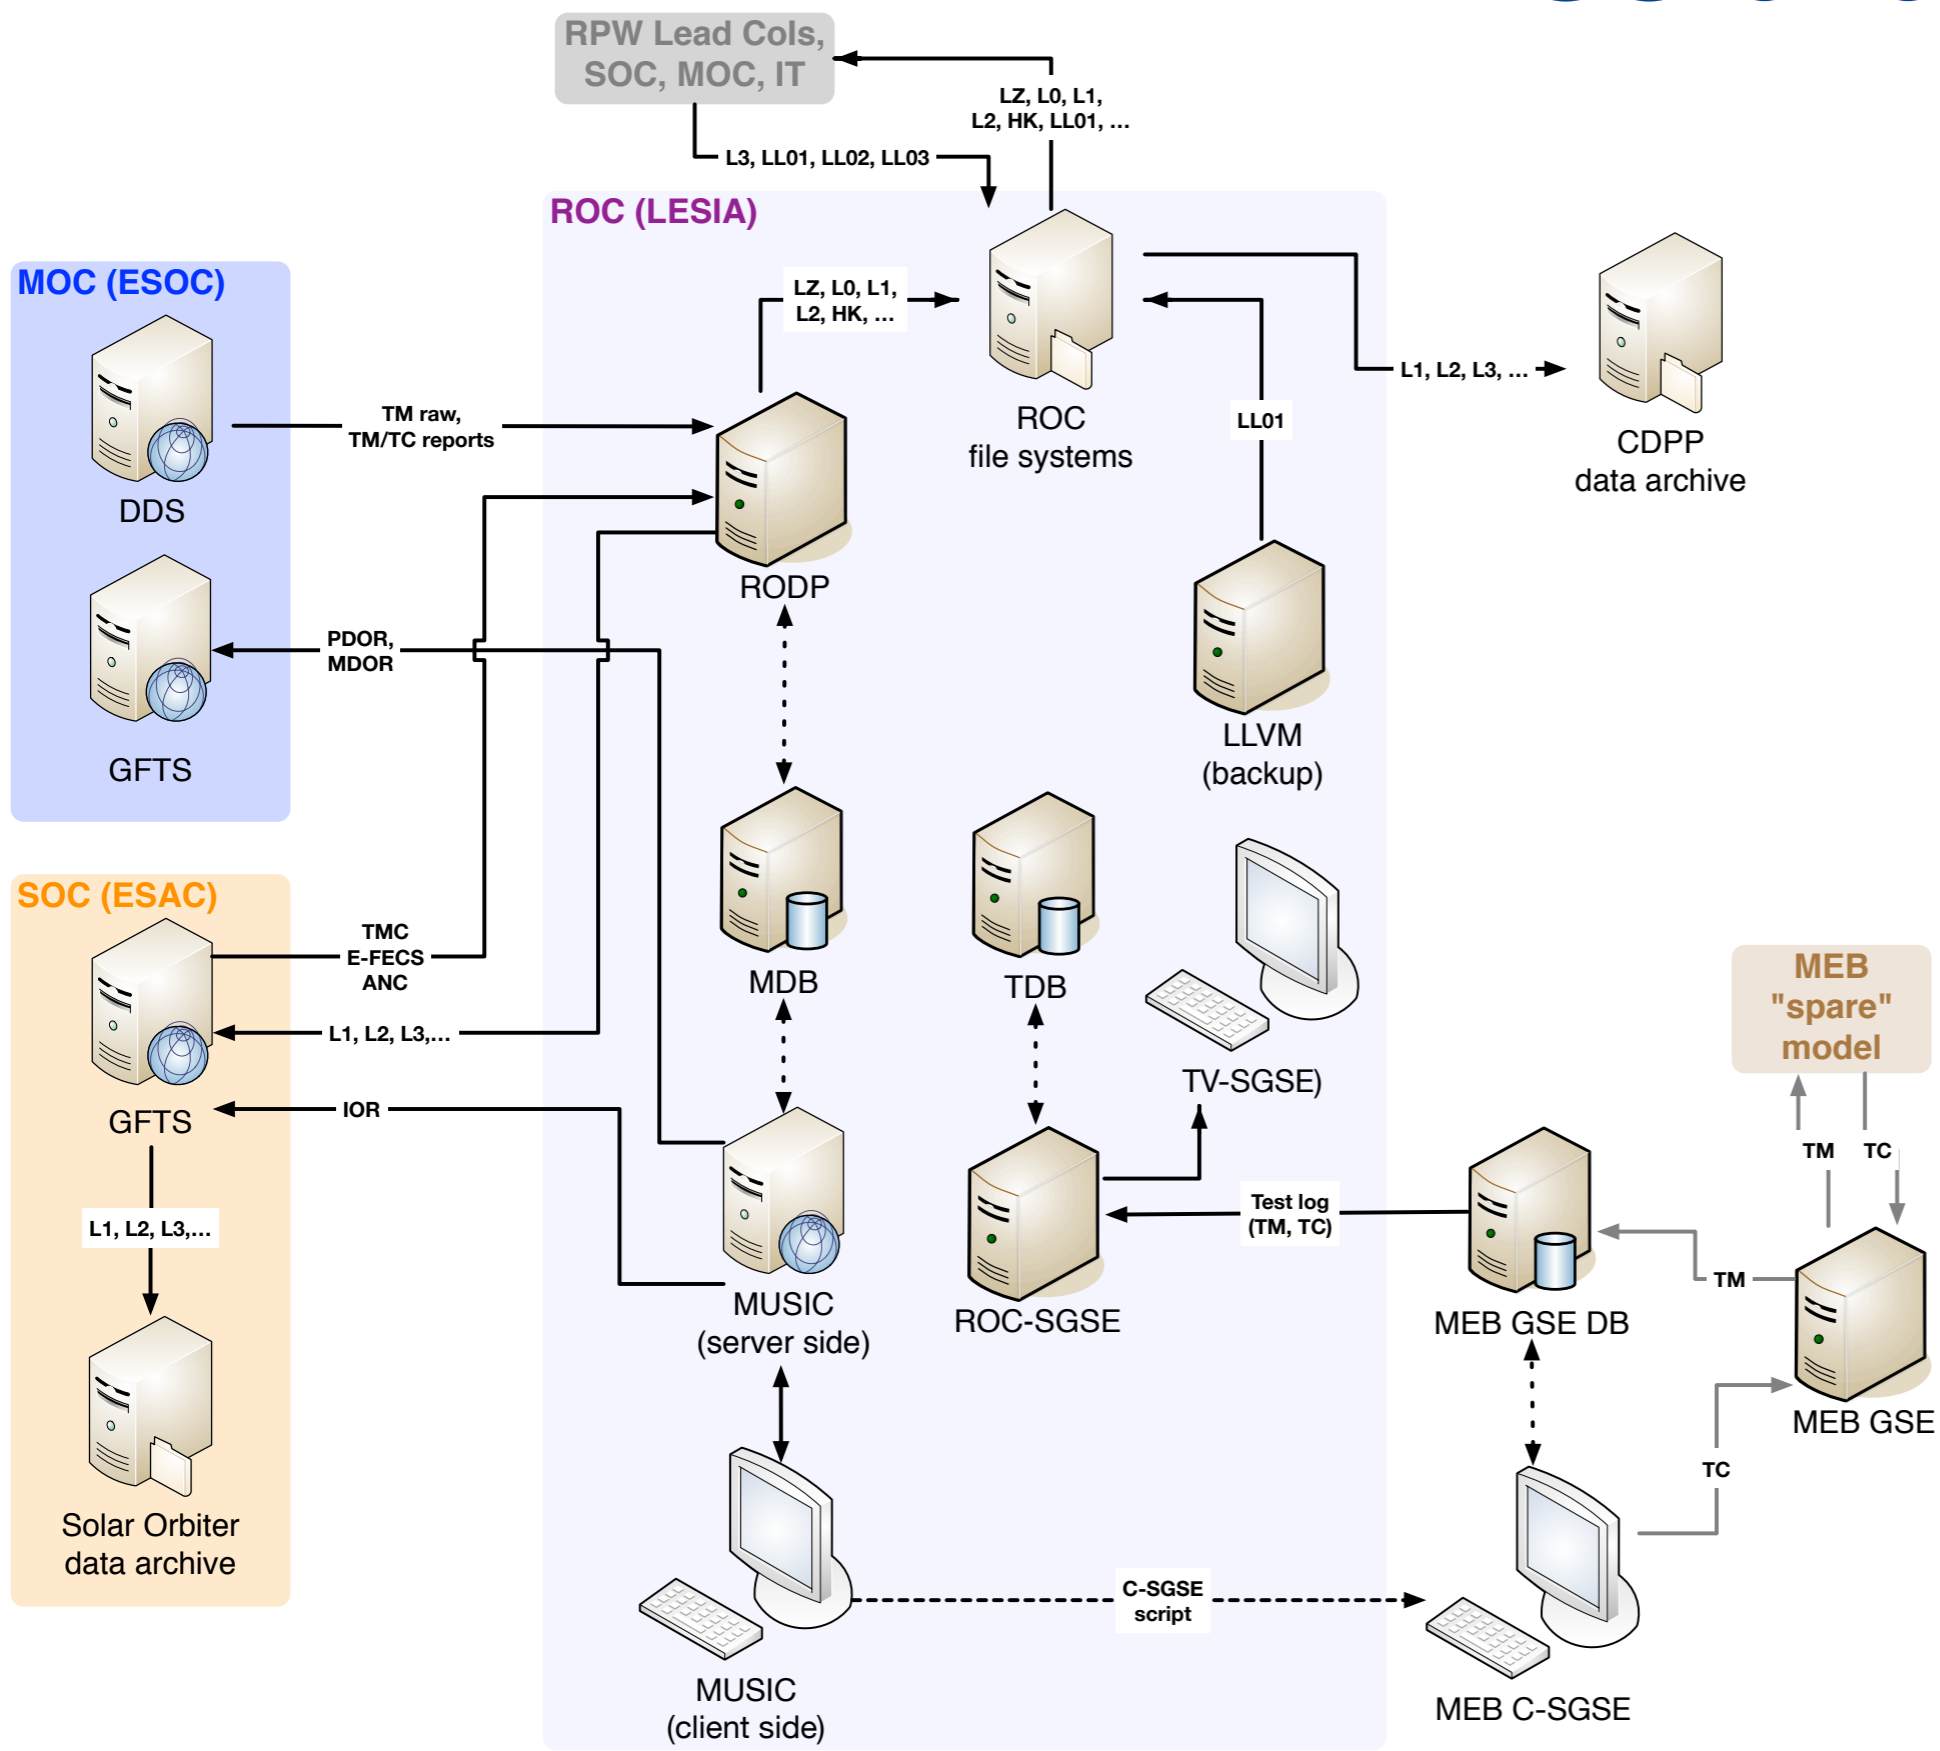 RPW Lead CoIs,
SOC, MOC, IT
LZ, L0, L1,
L2, HK, LL01, ...
L3, LL01, LL02, LL03
ROC (LESIA)
MOC (ESOC)
LZ, L0, L1,
L2, HK, ...
L1, L2, L3, ...
TM raw,
TM/TC reports
ROC
file systems
LL01
CDPP
data archive
DDS
RODP
PDOR,
MDOR
GFTS
LLVM
(backup)
SOC (ESAC)
TMC
E-FECS
ANC
MDB
TDB
MEB
"spare"
model
L1, L2, L3,...
TV-SGSE)
GFTS
IOR
TM
TC
L1, L2, L3,...
Test log
(TM, TC)
TM
MUSIC
(server side)
ROC-SGSE
MEB GSE DB
MEB GSE
TC
Solar Orbiter
data archive
C-SGSE
script
MUSIC
(client side)
MEB C-SGSE